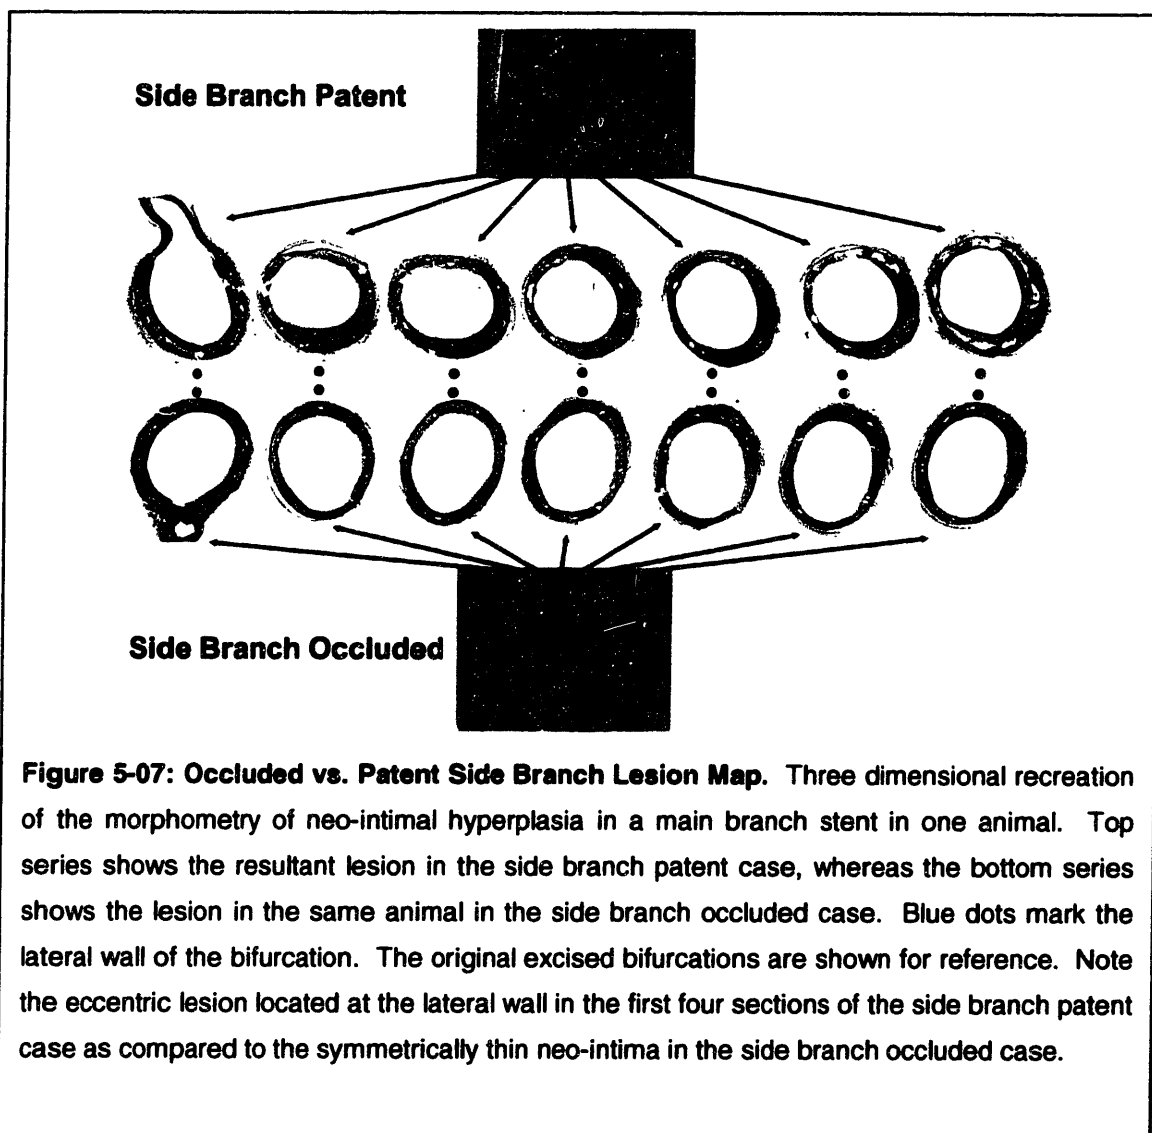 Side Branch Patent
Side Branch Occluded
Figure 5-07: Occluded vs. Patent Side Branch Lesion Map. Three dimensional recreation
of the morphometry of neo-intimal hyperplasia in a main branch stent in one animal. Top
series shows the resultant lesion in the side branch patent case, whereas the bottom series
shows the lesion in the same animal in the side branch occluded case. Blue dots mark the
lateral wall of the bifurcation. The original excised bifurcations are shown for reference. Note
the eccentric lesion located at the lateral wall in the first four sections of the side branch patent
case as compared to the symmetrically thin neo-intima in the side branch occluded case.